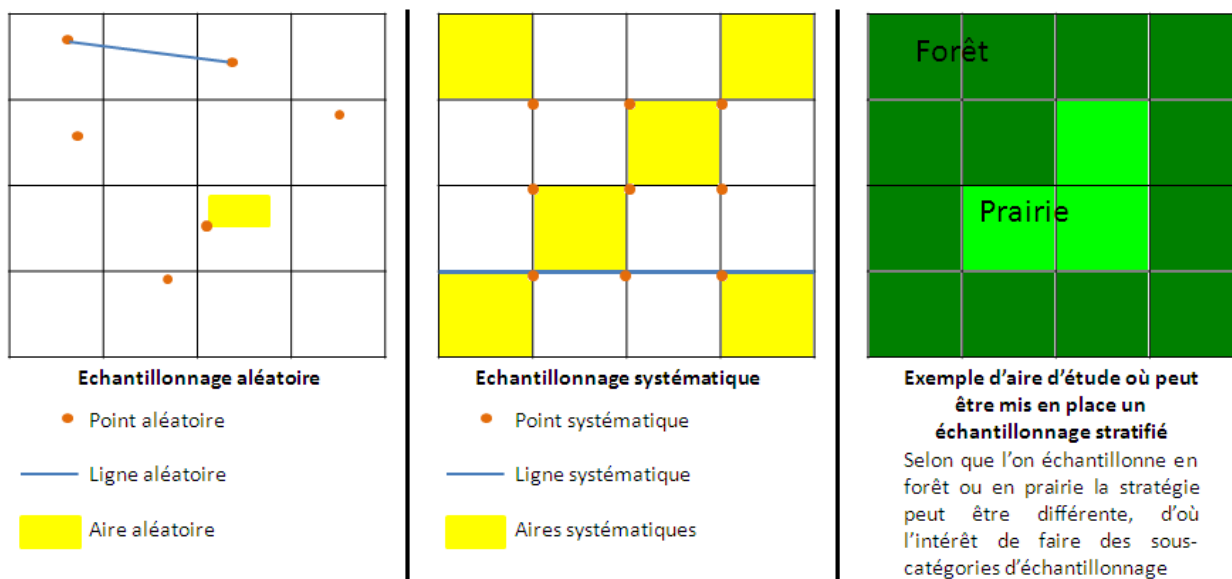 Echantillonnage aléatoire
Point aléatoire
Ligne aléatoire
Aire aléatoire
Echantillonnage systématique
Point systématique
Ligne systématique
Aires systématiques
Forêt
Prairie
Exemple d'aire d'étude où peut
être mis en place un
échantillonnage stratifié
Selon que l'on échantillonne en
forêt ou en prairie la stratégie
peut être différente, d'où
l'intérêt de faire des sous-
catégories d'échantillonnage